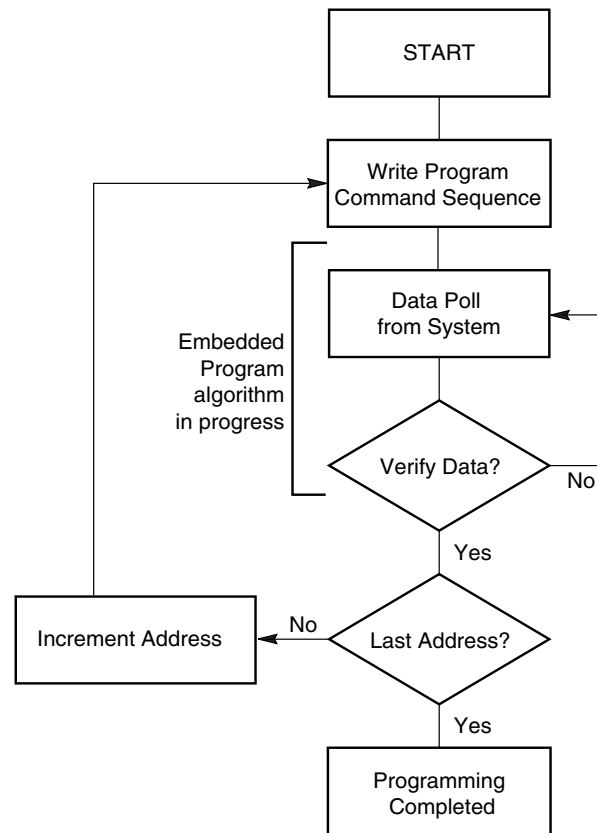 START
Write Program
Command Sequence
Data Poll
from System
Embedded
Program
algorithm
in progress
Verify Data?
No
Yes
Increment Address
No
Last Address?
Yes
Programming
Completed